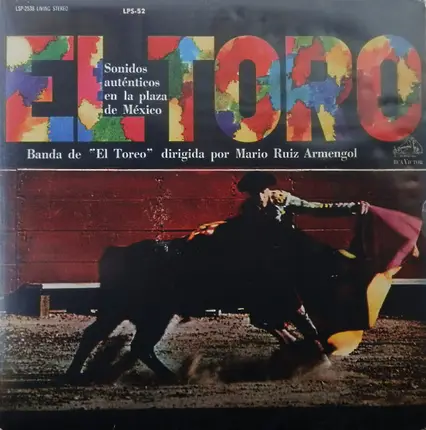 LSP-2535 LIVING STEREO
LPS-52
EL TORO
Sonidos
auténticos
en la plaza
de México
Banda de "El Toreo" dirigida por Mario Ruiz Armengol
RCA VICTOR